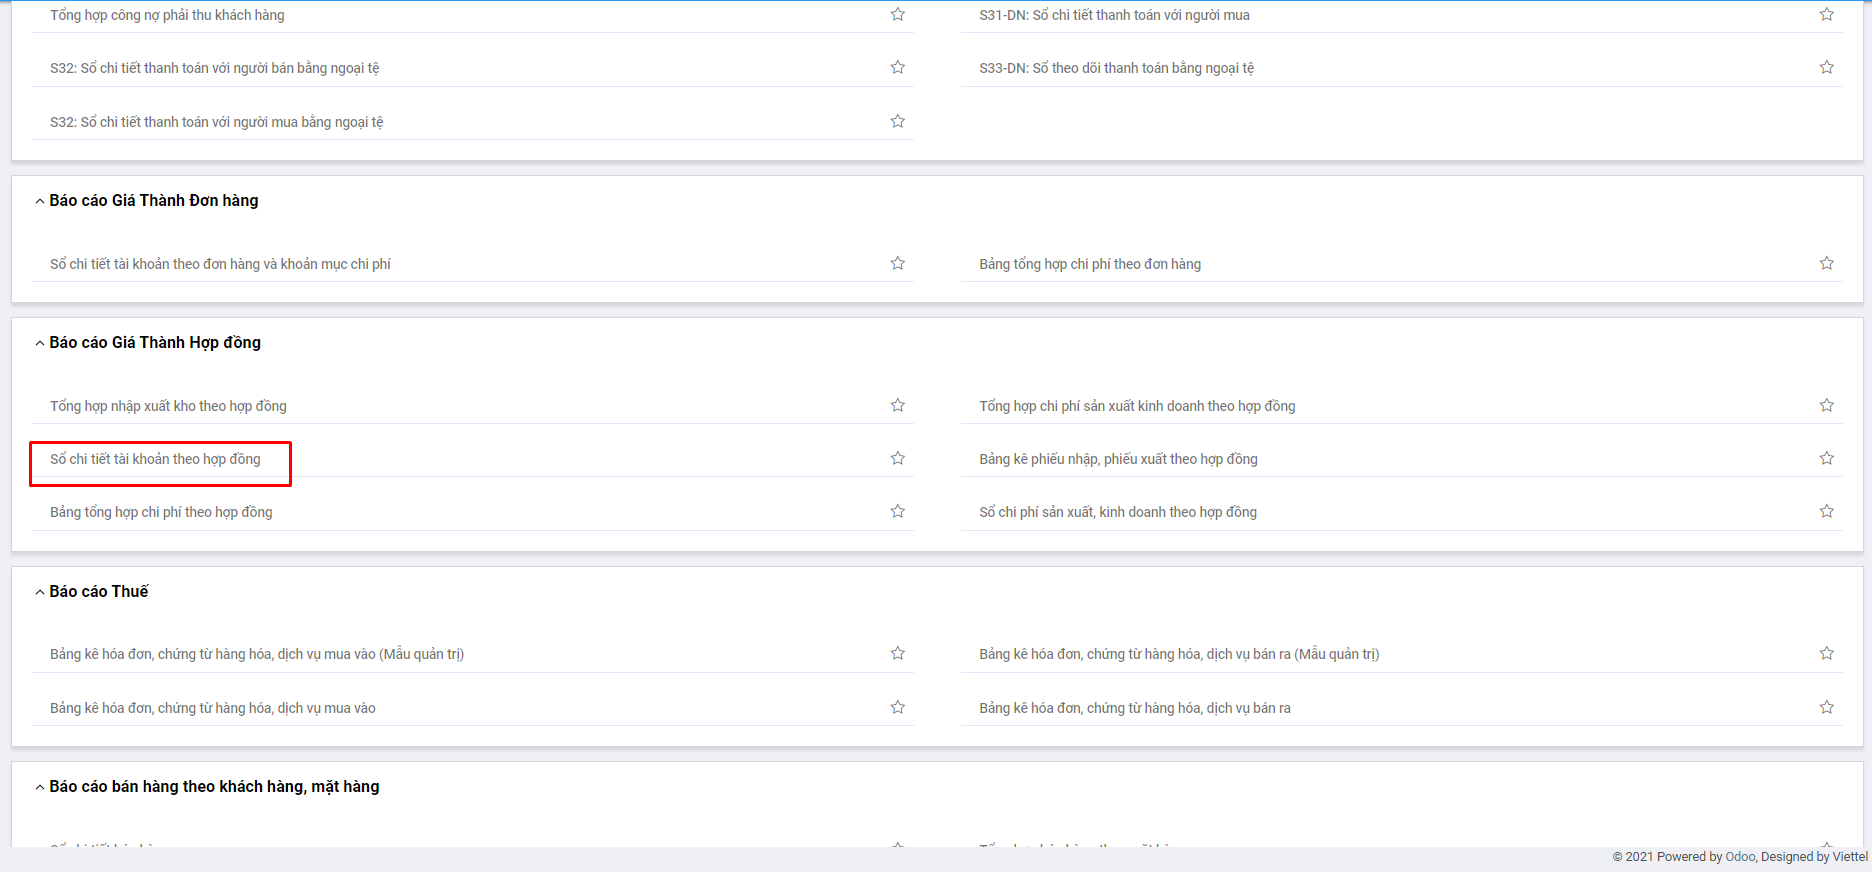 Tổng hợp công nợ phải thu khách hàng
S31-DN: Sổ chi tiết thanh toán với người mua
S32: Sổ chi tiết thanh toán với người bán bằng ngoại tệ
S33-DN: Sổ theo dõi thanh toán bằng ngoại tệ
S32: Sổ chi tiết thanh toán với người mua bằng ngoại tệ
Báo cáo Giá Thành Đơn hàng
Sổ chi tiết tài khoản theo đơn hàng và khoản mục chi phí
Bảng tổng hợp chi phí theo đơn hàng
Báo cáo Giá Thành Hợp đồng
Tổng hợp nhập xuất kho theo hợp đồng
Tổng hợp chi phí sản xuất kinh doanh theo hợp đồng
Sổ chi tiết tài khoản theo hợp đồng
Bảng kê phiếu nhập, phiếu xuất theo hợp đồng
Bảng tổng hợp chi phí theo hợp đồng
Sổ chi phí sản xuất, kinh doanh theo hợp đồng
Báo cáo Thuế
Bảng kê hóa đơn, chứng từ hàng hóa, dịch vụ mua vào (Mẫu quản trị)
Bảng kê hóa đơn, chứng từ hàng hóa, dịch vụ bán ra (Mẫu quản trị)
Bảng kê hóa đơn, chứng từ hàng hóa, dịch vụ mua vào
Bảng kê hóa đơn, chứng từ hàng hóa, dịch vụ bán ra
Báo cáo bán hàng theo khách hàng, mặt hàng
© 2021 Powered by Odoo, Designed by Viettel